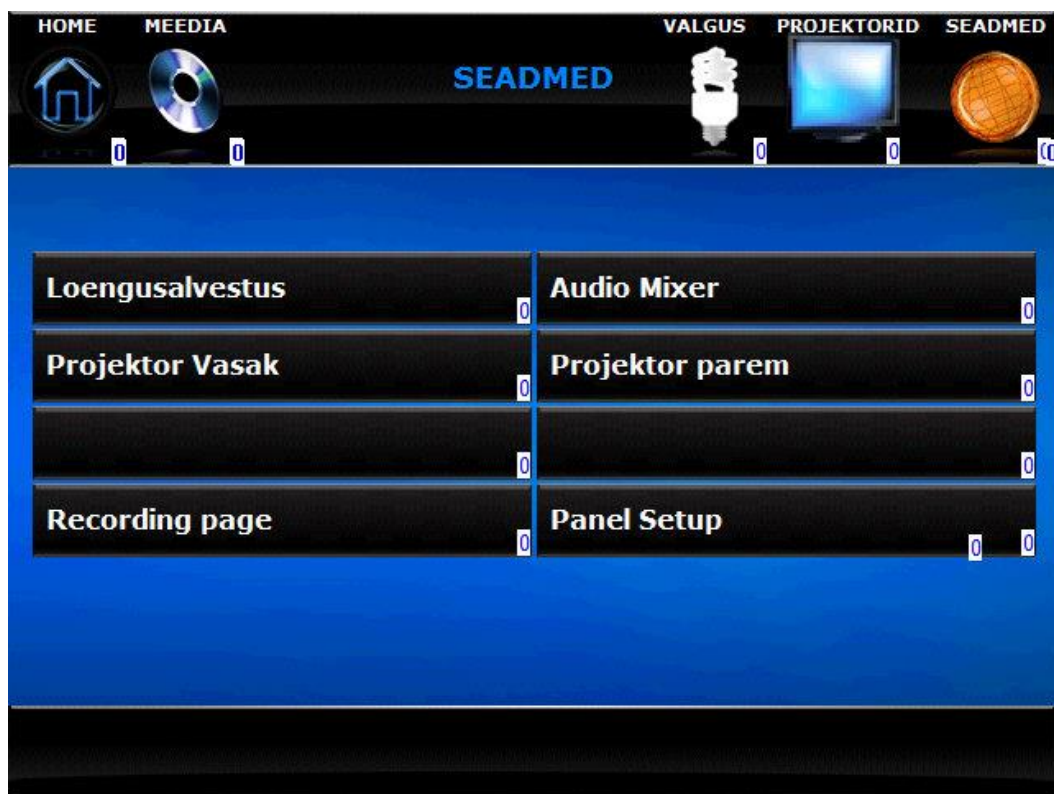 HOME MEEDIA VALGUS PROJEKTORID SEADMED
SEADMED
0 0 0 0 0
Loengusalvestus Audio Mixer
0 0
Projektor Vasak Projektor parem
0 0
0 0
Recording page Panel Setup
0 0 0